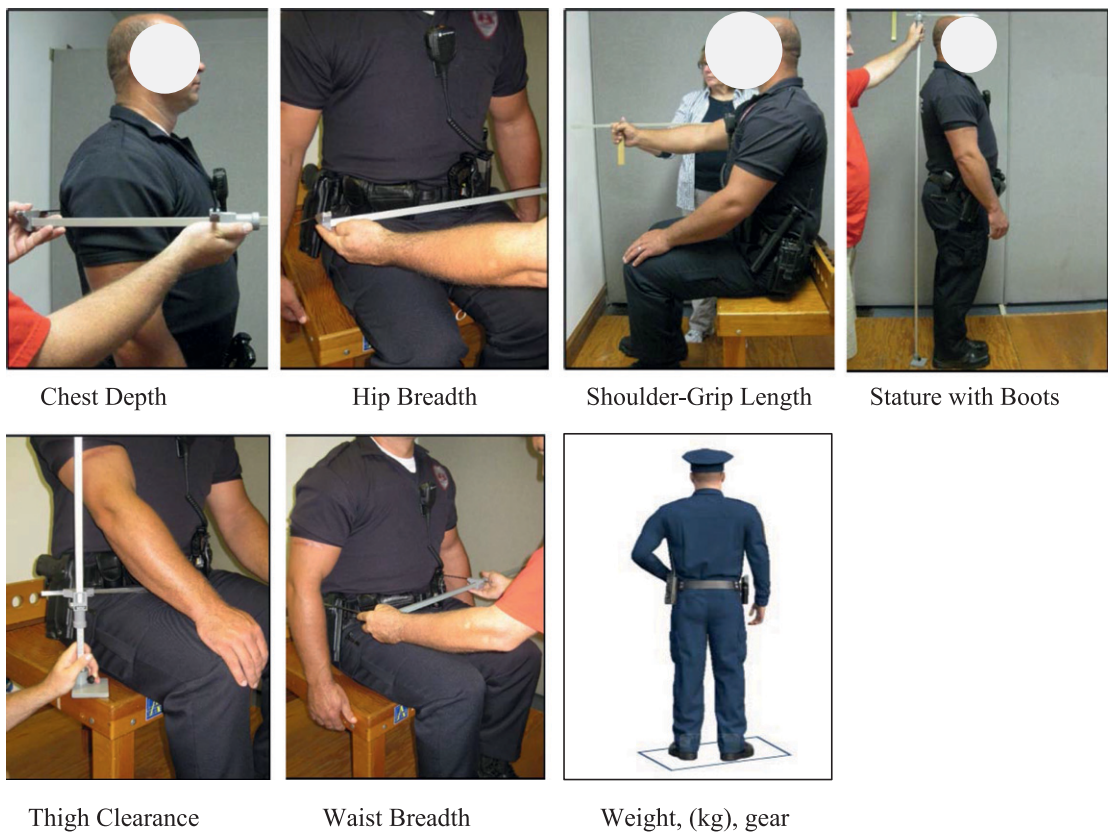 Chest Depth
Hip Breadth
Shoulder-Grip Length
Stature with Boots
Thigh Clearance
Waist Breadth
Weight, (kg), gear